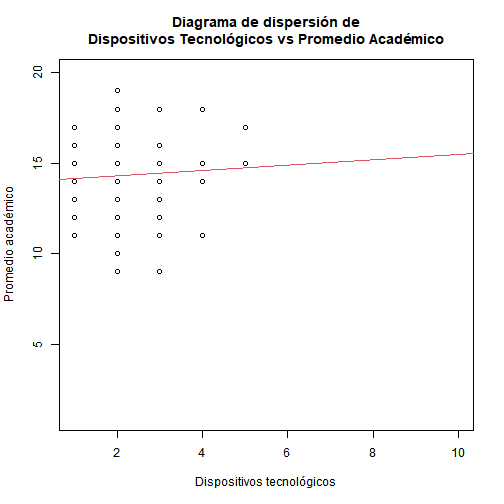 Diagrama de dispersión de
Dispositivos Tecnológicos vs Promedio Académico
Promedio académico
20
15
10
5
2
4
6
8
10
Dispositivos tecnológicos